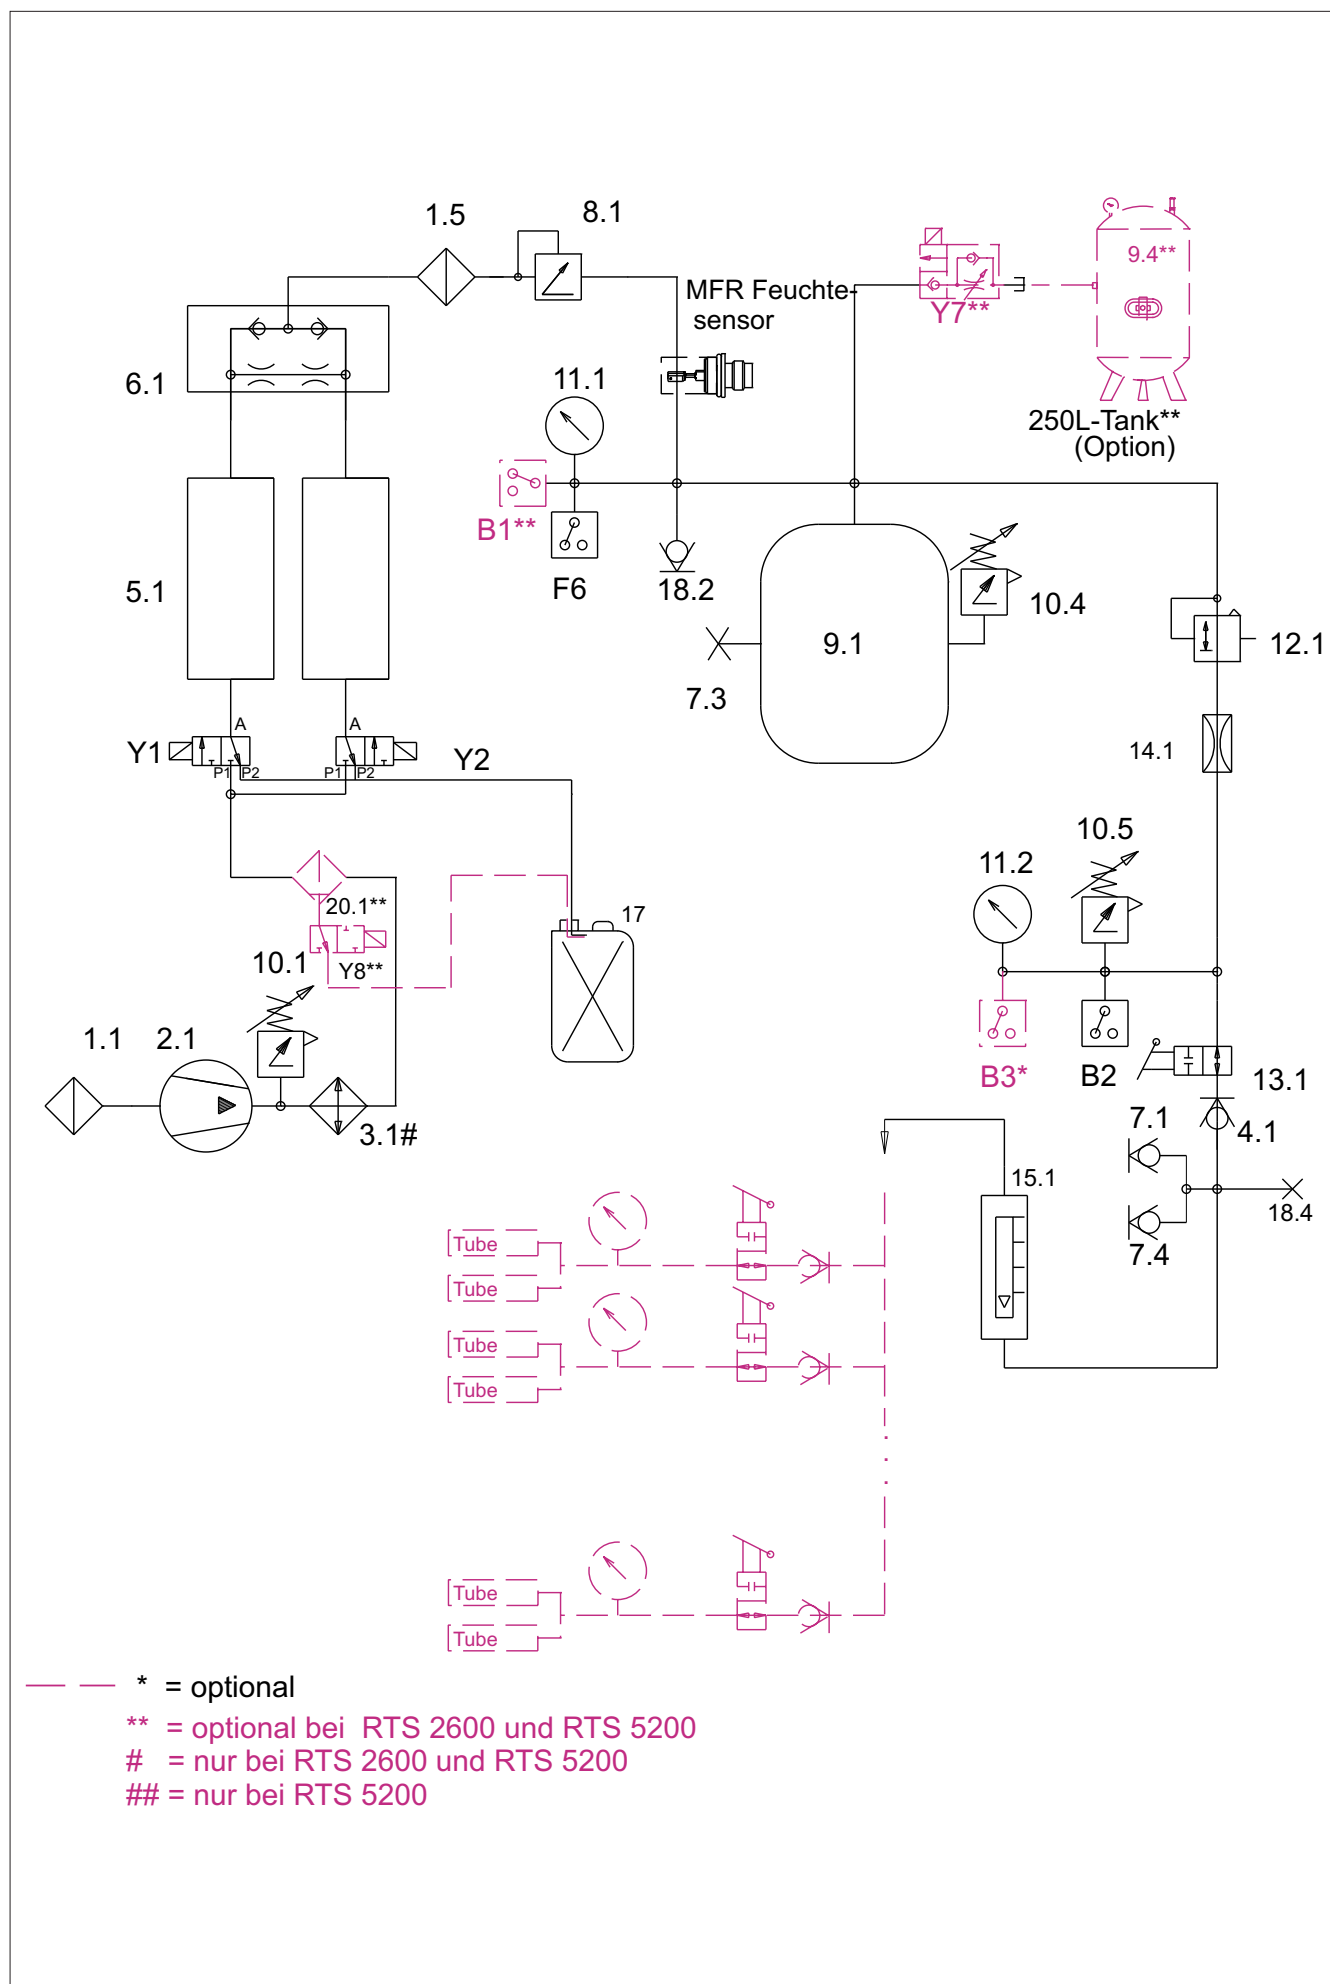 1.5
8.1
9.4**
MFR Feuchte-
sensor
Y7**
6.1
11.1
250L-Tank**
(Option)
B1**
F6
18.2
10.4
5.1
9.1
12.1
7.3
A
A
Y1
Y2
P1
P2
P1
P2
14.1
10.5
11.2
20.1**
17
10.1
Y8**
1.1
2.1
B3*
B2
13.1
3.1#
7.1
4.1
15.1
18.4
7.4
Tube
Tube
Tube
Tube
Tube
Tube
* = optional
** = optional bei RTS 2600 und RTS 5200
# = nur bei RTS 2600 und RTS 5200
## = nur bei RTS 5200